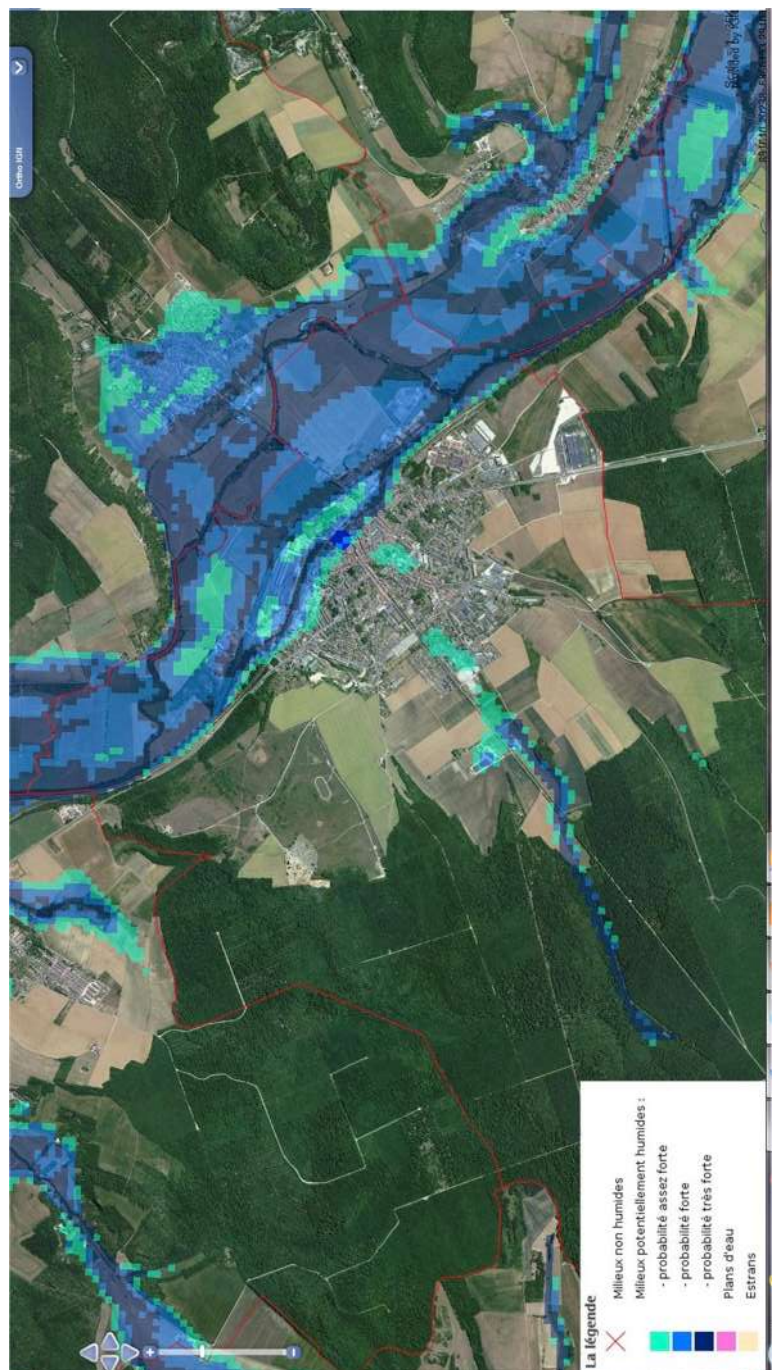 Ortho IGN
La légende
Milieux non humides
Milieux potentiellement humides :
- probabilité assez forte
- probabilité forte
- probabilité très forte
Plans d'eau
Estrans